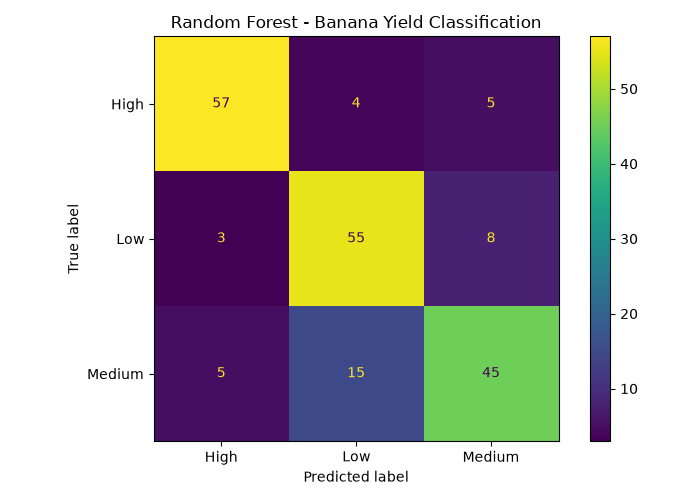 Random Forest - Banana Yield Classification
True label
High
57
4
5
Low
3
55
8
Medium
5
15
45
High
Low
Medium
Predicted label
50
40
30
20
10